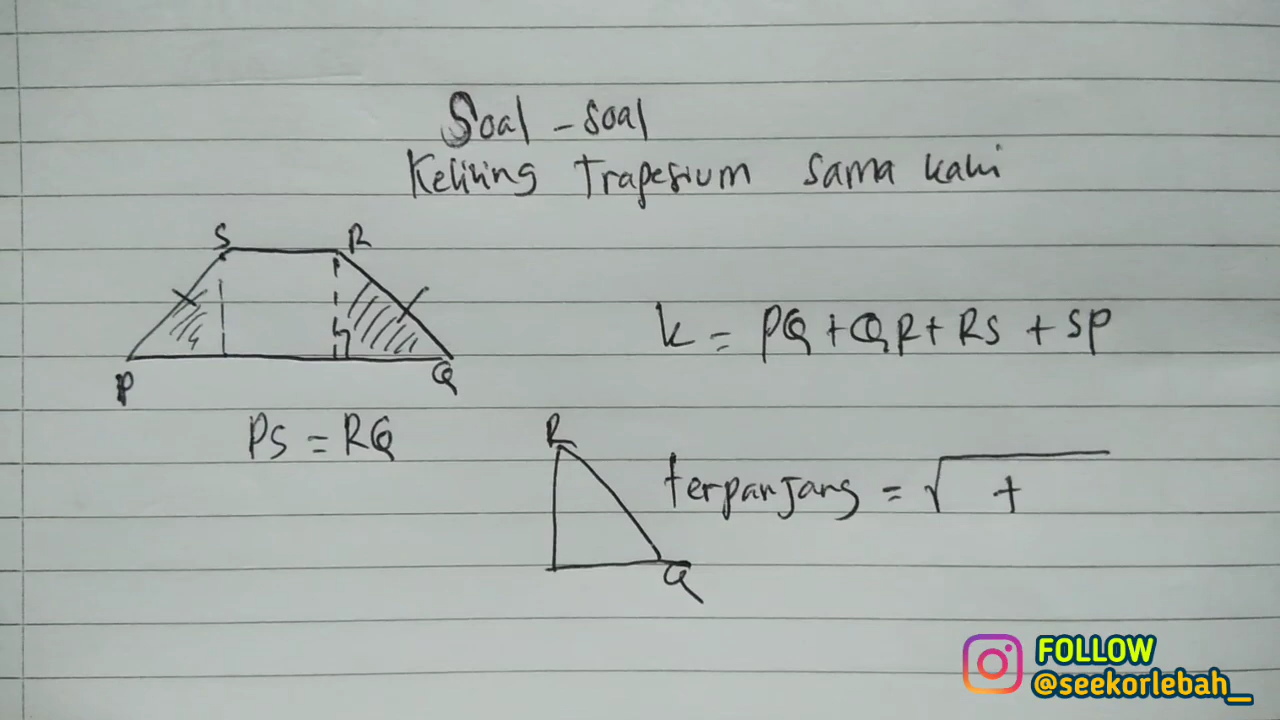 Soal - soal
Keliling Trapesium sama kaki
S R
P Q
K = PQ + QR + RS + SP
PS = RQ
R
terpanjang = √ +
Q
FOLLOW
@seekorlebah_